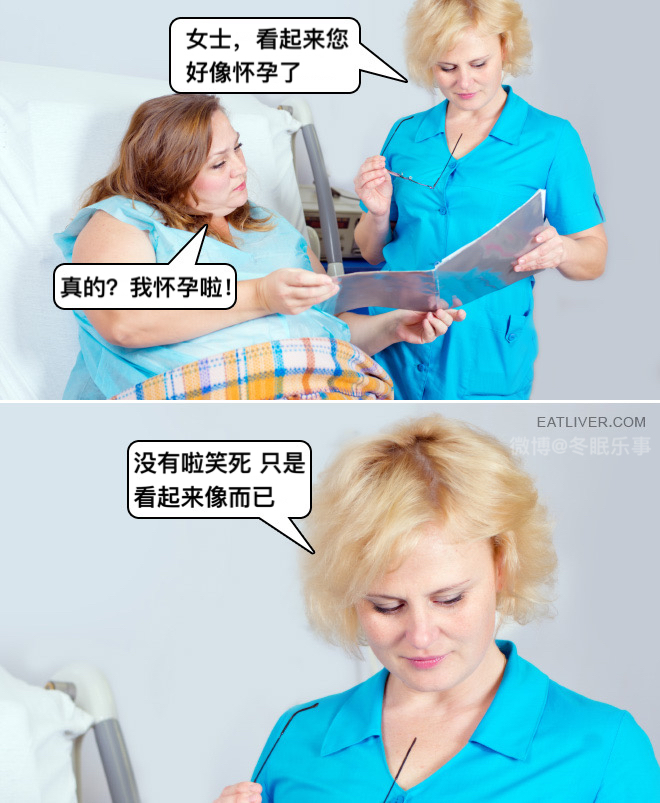 女士，看起来您
好像怀孕了
真的？我怀孕啦！
EATLIVER.COM
微博@冬眠乐事
没有啦笑死 只是
看起来像而已